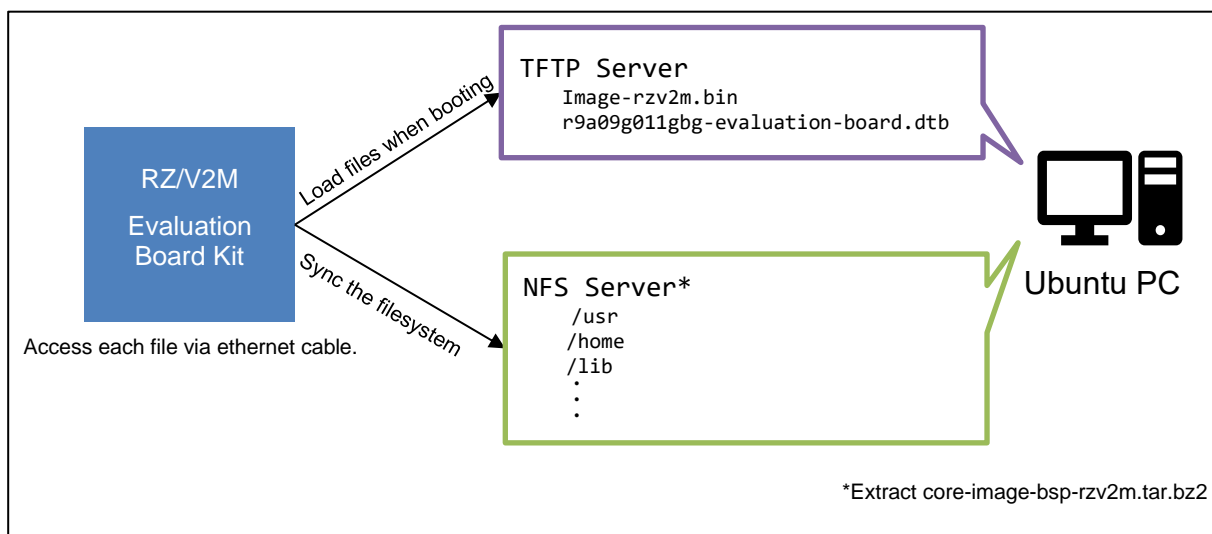 RZ/V2M
Evaluation
Board Kit
Access each file via ethernet cable.
Load files when booting
Sync the filesystem
TFTP Server
Image-rzv2m.bin
r9a09g011gbg-evaluation-board.dtb
NFS Server*
/usr
/home
/lib
.
.
.
Ubuntu PC
*Extract core-image-bsp-rzv2m.tar.bz2